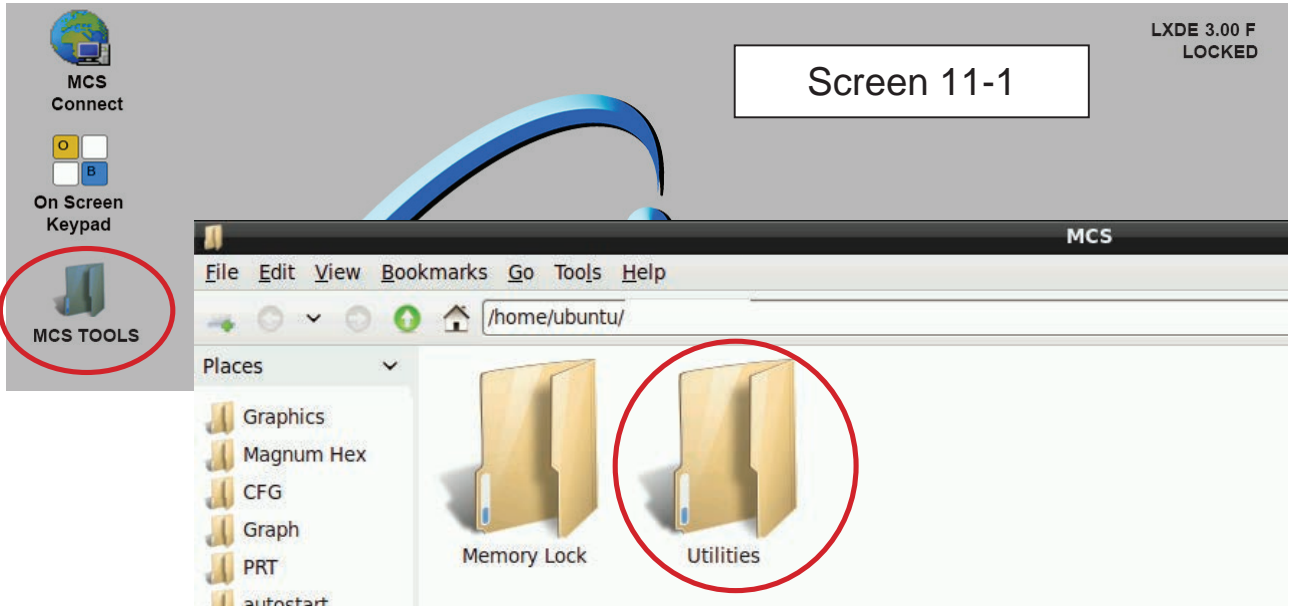 MCS
Connect
O
B
On Screen
Keypad
MCS TOOLS
Screen 11-1
LXDE 3.00 F
LOCKED
MCS
File Edit View Bookmarks Go Tools Help
/home/ubuntu/
Places
Graphics
Magnum Hex
CFG
Graph
PRT
autostart
Memory Lock
Utilities